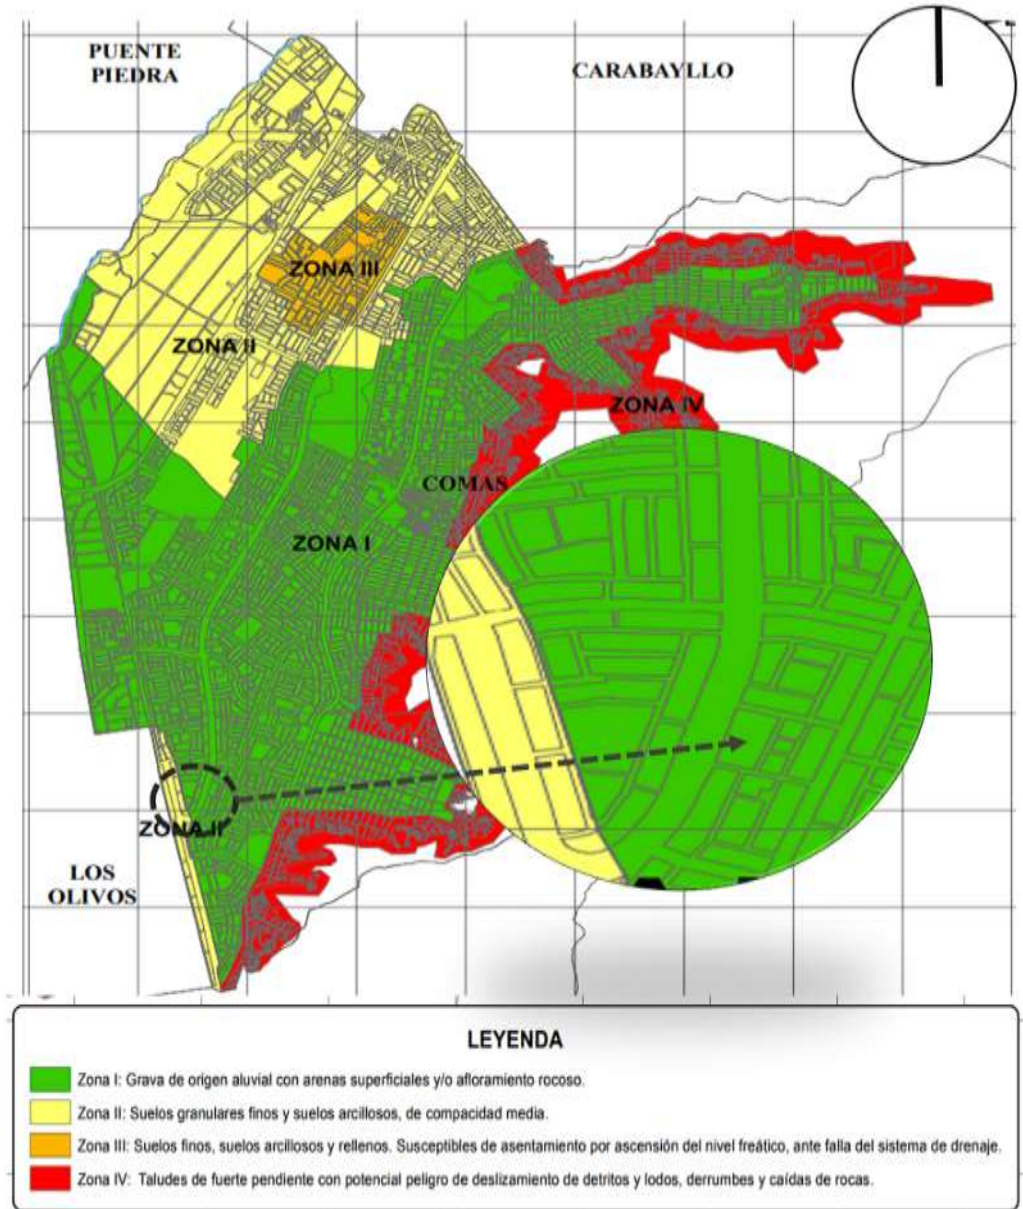 PUENTE
PIEDRA
CARABAYLLO
ZONA III
ZONA II
ZONA IV
COMAS
ZONA I
ZONA II
LOS
OLIVOS
LEYENDA
Zona I: Grava de origen aluvial con arenas superficiales y/o afloramiento rocoso.
Zona II: Suelos granulares finos y suelos arcillosos, de compacidad media.
Zona III: Suelos finos, suelos arcillosos y rellenos. Susceptibles de asentamiento por ascensión del nivel freático, ante falla del sistema de drenaje.
Zona IV: Taludes de fuerte pendiente con potencial peligro de deslizamiento de detritos y lodos, derrumbes y caídas de rocas.